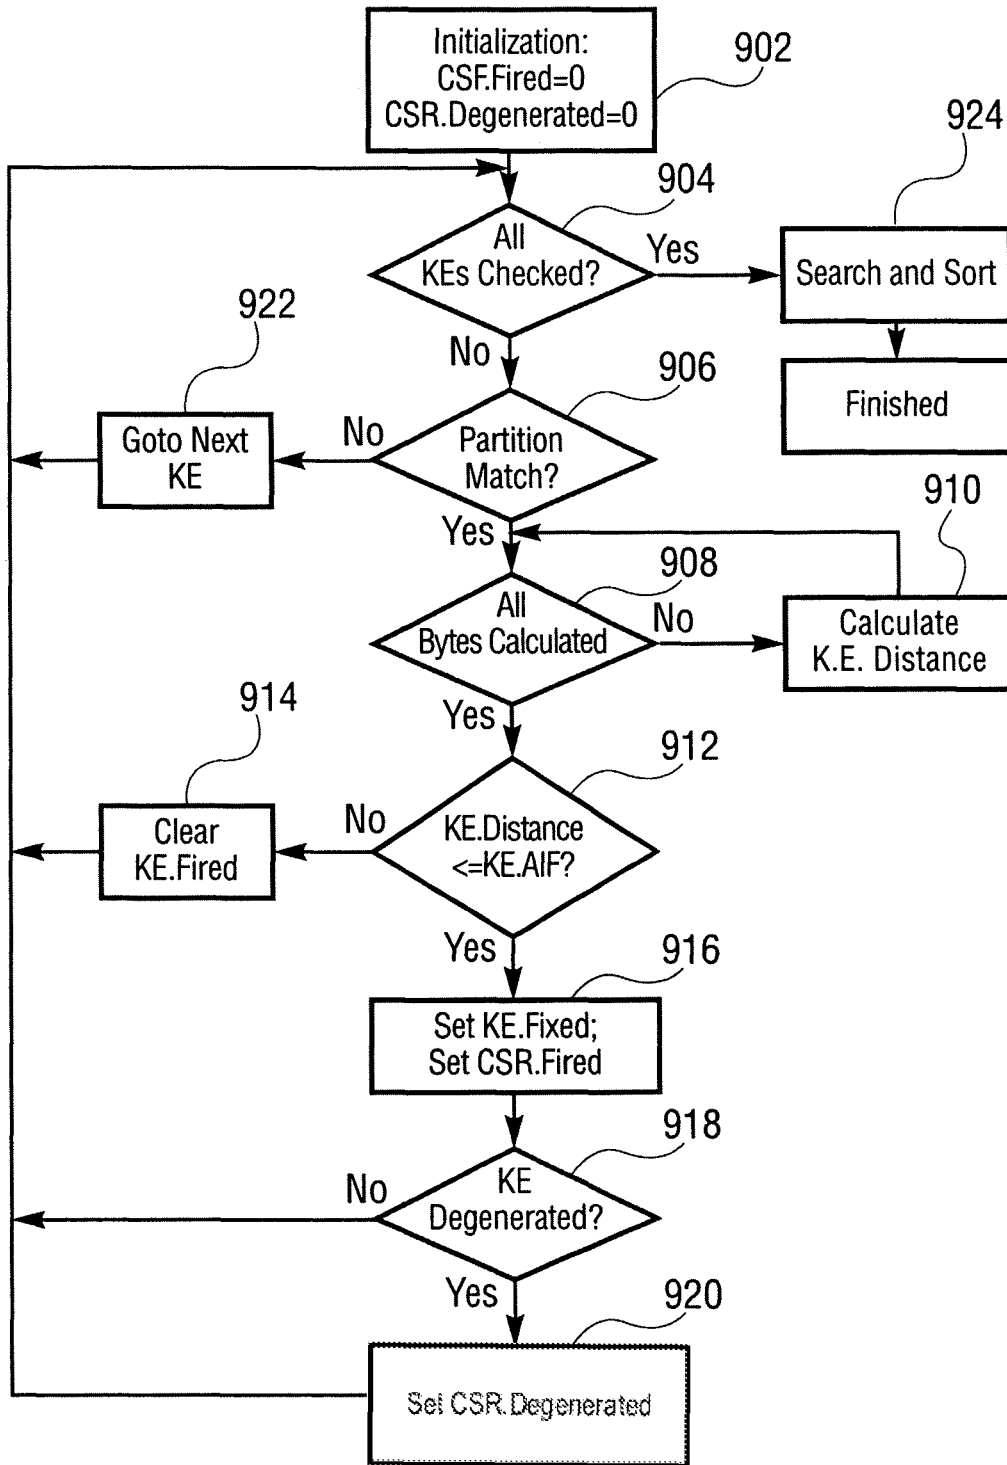 Initialization:
CSF.Fired=0
CSR.Degenerated=0
902
924
904
All
KEs Checked?
Yes
Search and Sort
922
No
906
Finished
Goto Next
KE
No
Partition
Match?
910
Yes
908
All
Bytes Calculated
No
Calculate
K.E. Distance
914
Yes
912
Clear
KE.Fired
No
KE.Distance
<=KE.AIF?
Yes
916
Set KE.Fixed;
Set CSR.Fired
918
No
KE
Degenerated?
Yes
920
Set CSR.Degenerated